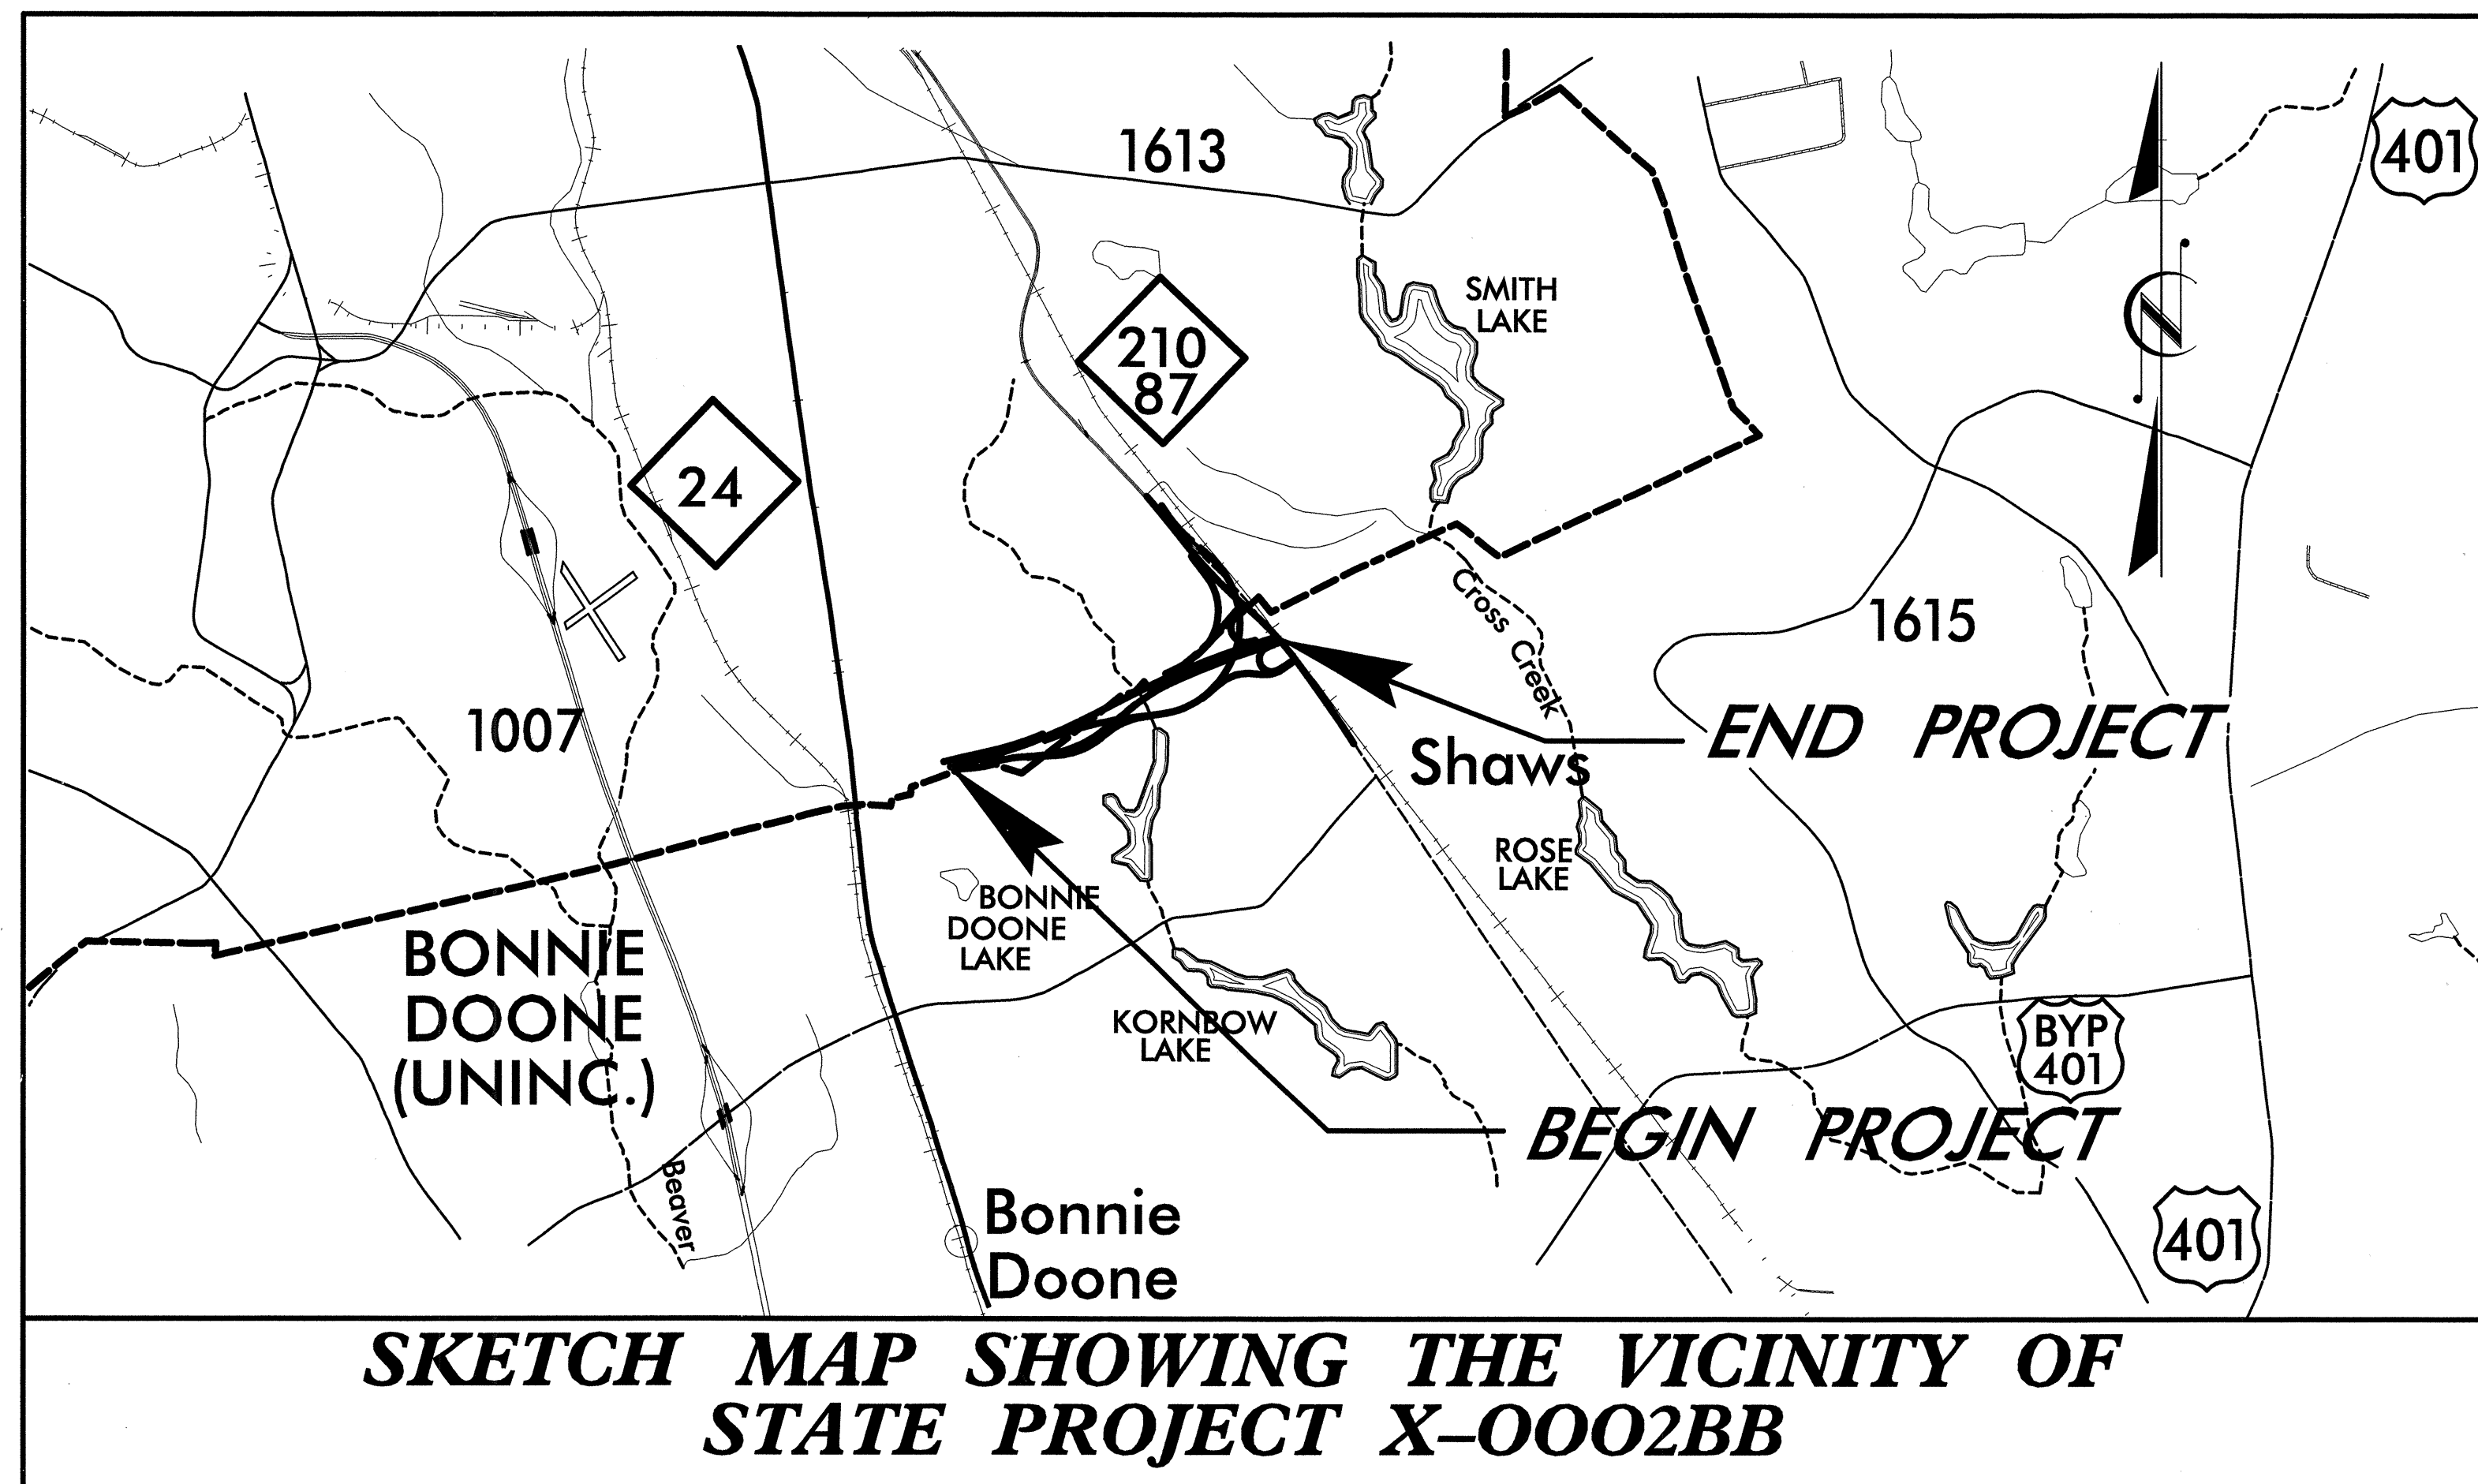 1613
401
SMITH
LAKE
210
87
24
Cross Creek
1615
1007
END PROJECT
Shaws
ROSE
LAKE
BONNIE
DOONE
LAKE
BONNIE
DOONE
(UNINC.)
KORNBOW
LAKE
BYP
401
BEGIN PROJECT
Beaver
Bonnie
Doone
401
N
SKETCH MAP SHOWING THE VICINITY OF
STATE PROJECT X-0002BB